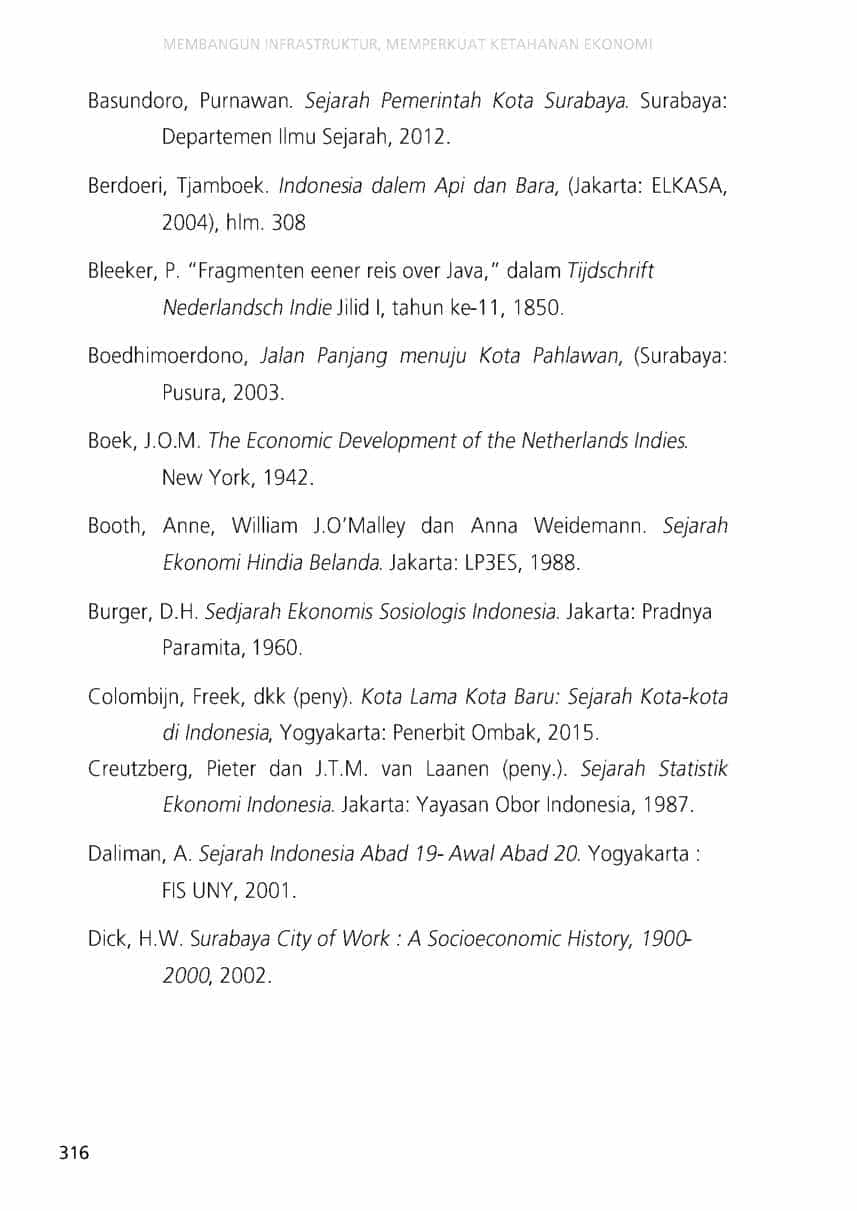 MEMBANGUN INFRASTRUKTUR, MEMPERKUAT KETAHANAN EKONOMI
Basundoro, Purnawan. Sejarah Pemerintah Kota Surabaya. Surabaya:
Departemen Ilmu Sejarah, 2012.
Berdoeri, Tjamboek. Indonesia dalem Api dan Bara, (Jakarta: ELKASA,
2004), hlm. 308
Bleeker, P. “Fragmenten eener reis over Java,” dalam Tijdschrift
Nederlandsch Indie Jilid I, tahun ke-11, 1850.
Boedhimoerdono, Jalan Panjang menuju Kota Pahlawan, (Surabaya:
Pusura, 2003.
Boek, J.O.M. The Economic Development of the Netherlands Indies.
New York, 1942.
Booth, Anne, William J.O’Malley dan Anna Weidemann. Sejarah
Ekonomi Hindia Belanda. Jakarta: LP3ES, 1988.
Burger, D.H. Sedjarah Ekonomis Sosiologis Indonesia. Jakarta: Pradnya
Paramita, 1960.
Colombijn, Freek, dkk (peny). Kota Lama Kota Baru: Sejarah Kota-kota
di Indonesia, Yogyakarta: Penerbit Ombak, 2015.
Creutzberg, Pieter dan J.T.M. van Laanen (peny.). Sejarah Statistik
Ekonomi Indonesia. Jakarta: Yayasan Obor Indonesia, 1987.
Daliman, A. Sejarah Indonesia Abad 19- Awal Abad 20. Yogyakarta :
FIS UNY, 2001.
Dick, H.W. Surabaya City of Work : A Socioeconomic History, 1900-
2000, 2002.
316